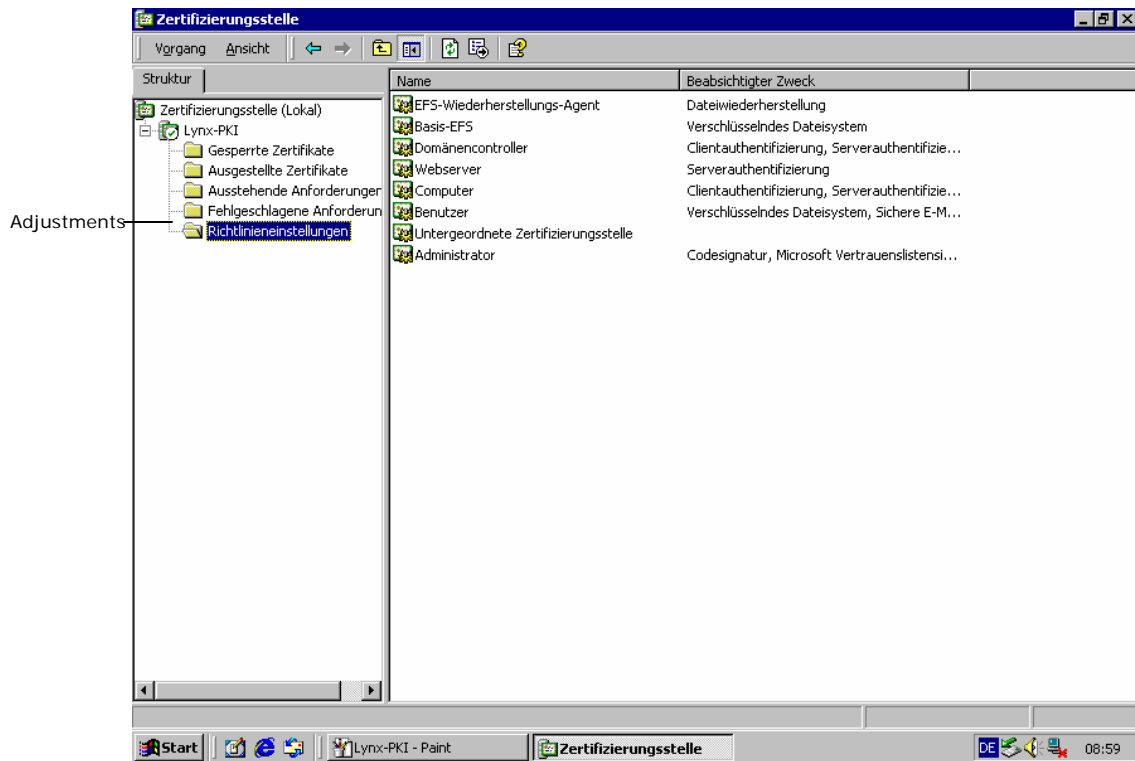 Zertifizierungsstelle
Vorgang Ansicht
Struktur
Name Beabsichtigter Zweck
Zertifizierungsstelle (Lokal)
Lynx-PKI
Gesperrte Zertifikate
Ausgestellte Zertifikate
Ausstehende Anforderungen
Fehlgeschlagene Anforderun
Richtlinieneinstellungen
Adjustments
EFS-Wiederherstellungs-Agent Dateiwiederherstellung
Basis-EFS Verschlüsselndes Dateisystem
Domänencontroller Clientauthentifizierung, Serverauthentifizie...
Webserver Serverauthentifizierung
Computer Clientauthentifizierung, Serverauthentifizie...
Benutzer Verschlüsselndes Dateisystem, Sichere E-M...
Untergeordnete Zertifizierungsstelle
Administrator Codesignatur, Microsoft Vertrauenslistensi...
Start Lynx-PKI - Paint Zertifizierungsstelle DE 08:59